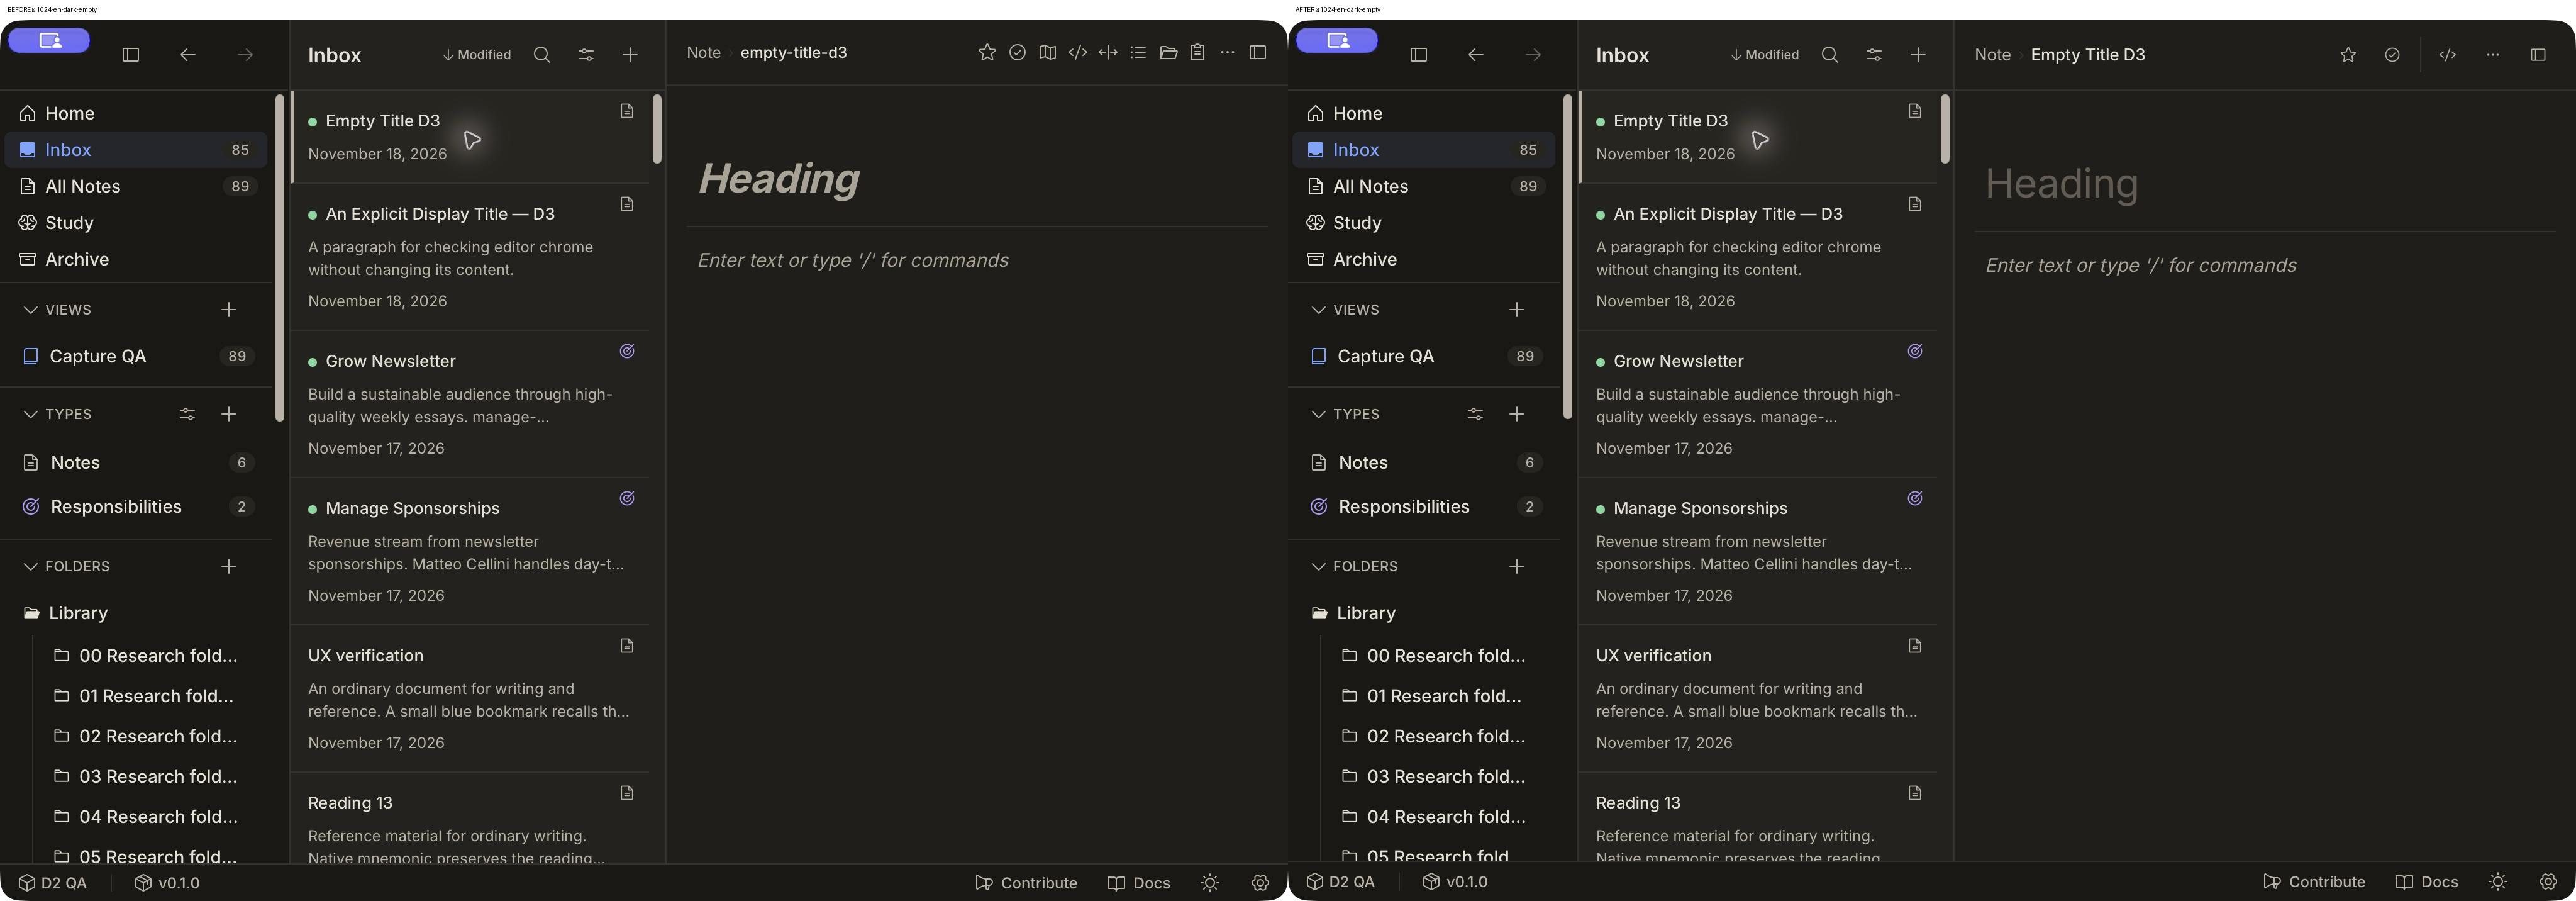 BEFORE 1024-en-dark-empty
Inbox
Modified
Note › empty-title-d3
Home
Inbox 85
All Notes 89
Study
Archive
VIEWS
Capture QA 89
TYPES
Notes 6
Responsibilities 2
FOLDERS
Library
00 Research fold...
01 Research fold...
02 Research fold...
03 Research fold...
04 Research fold...
05 Research fold...
Empty Title D3
November 18, 2026
An Explicit Display Title — D3
A paragraph for checking editor chrome
without changing its content.
November 18, 2026
Grow Newsletter
Build a sustainable audience through high-
quality weekly essays. manage-...
November 17, 2026
Manage Sponsorships
Revenue stream from newsletter
sponsorships. Matteo Cellini handles day-t...
November 17, 2026
UX verification
An ordinary document for writing and
reference. A small blue bookmark recalls th...
November 17, 2026
Reading 13
Reference material for ordinary writing.
Native mnemonic preserves the reading...
Heading
Enter text or type '/' for commands
D2 QA
v0.1.0
Contribute
Docs
AFTER 1024-en-dark-empty
Inbox
Modified
Note › Empty Title D3
Home
Inbox 85
All Notes 89
Study
Archive
VIEWS
Capture QA 89
TYPES
Notes 6
Responsibilities 2
FOLDERS
Library
00 Research fold...
01 Research fold...
02 Research fold...
03 Research fold...
04 Research fold...
05 Research fold
Empty Title D3
November 18, 2026
An Explicit Display Title — D3
A paragraph for checking editor chrome
without changing its content.
November 18, 2026
Grow Newsletter
Build a sustainable audience through high-
quality weekly essays. manage-...
November 17, 2026
Manage Sponsorships
Revenue stream from newsletter
sponsorships. Matteo Cellini handles day-t...
November 17, 2026
UX verification
An ordinary document for writing and
reference. A small blue bookmark recalls th...
November 17, 2026
Reading 13
Reference material for ordinary writing.
Native mnemonic preserves the reading
Heading
Enter text or type '/' for commands
D2 QA
v0.1.0
Contribute
Docs